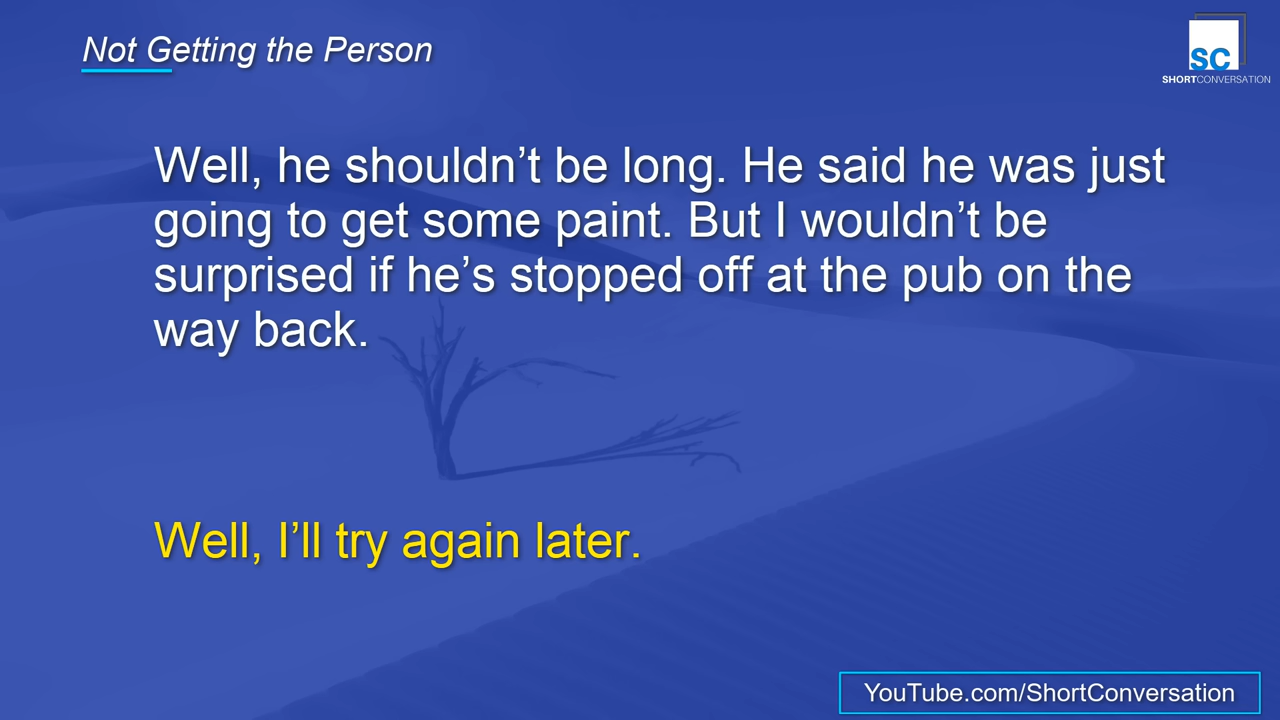 Not Getting the Person
SC
SHORTCONVERSATION
Well, he shouldn’t be long. He said he was just
going to get some paint. But I wouldn’t be
surprised if he’s stopped off at the pub on the
way back.
Well, I’ll try again later.
YouTube.com/ShortConversation